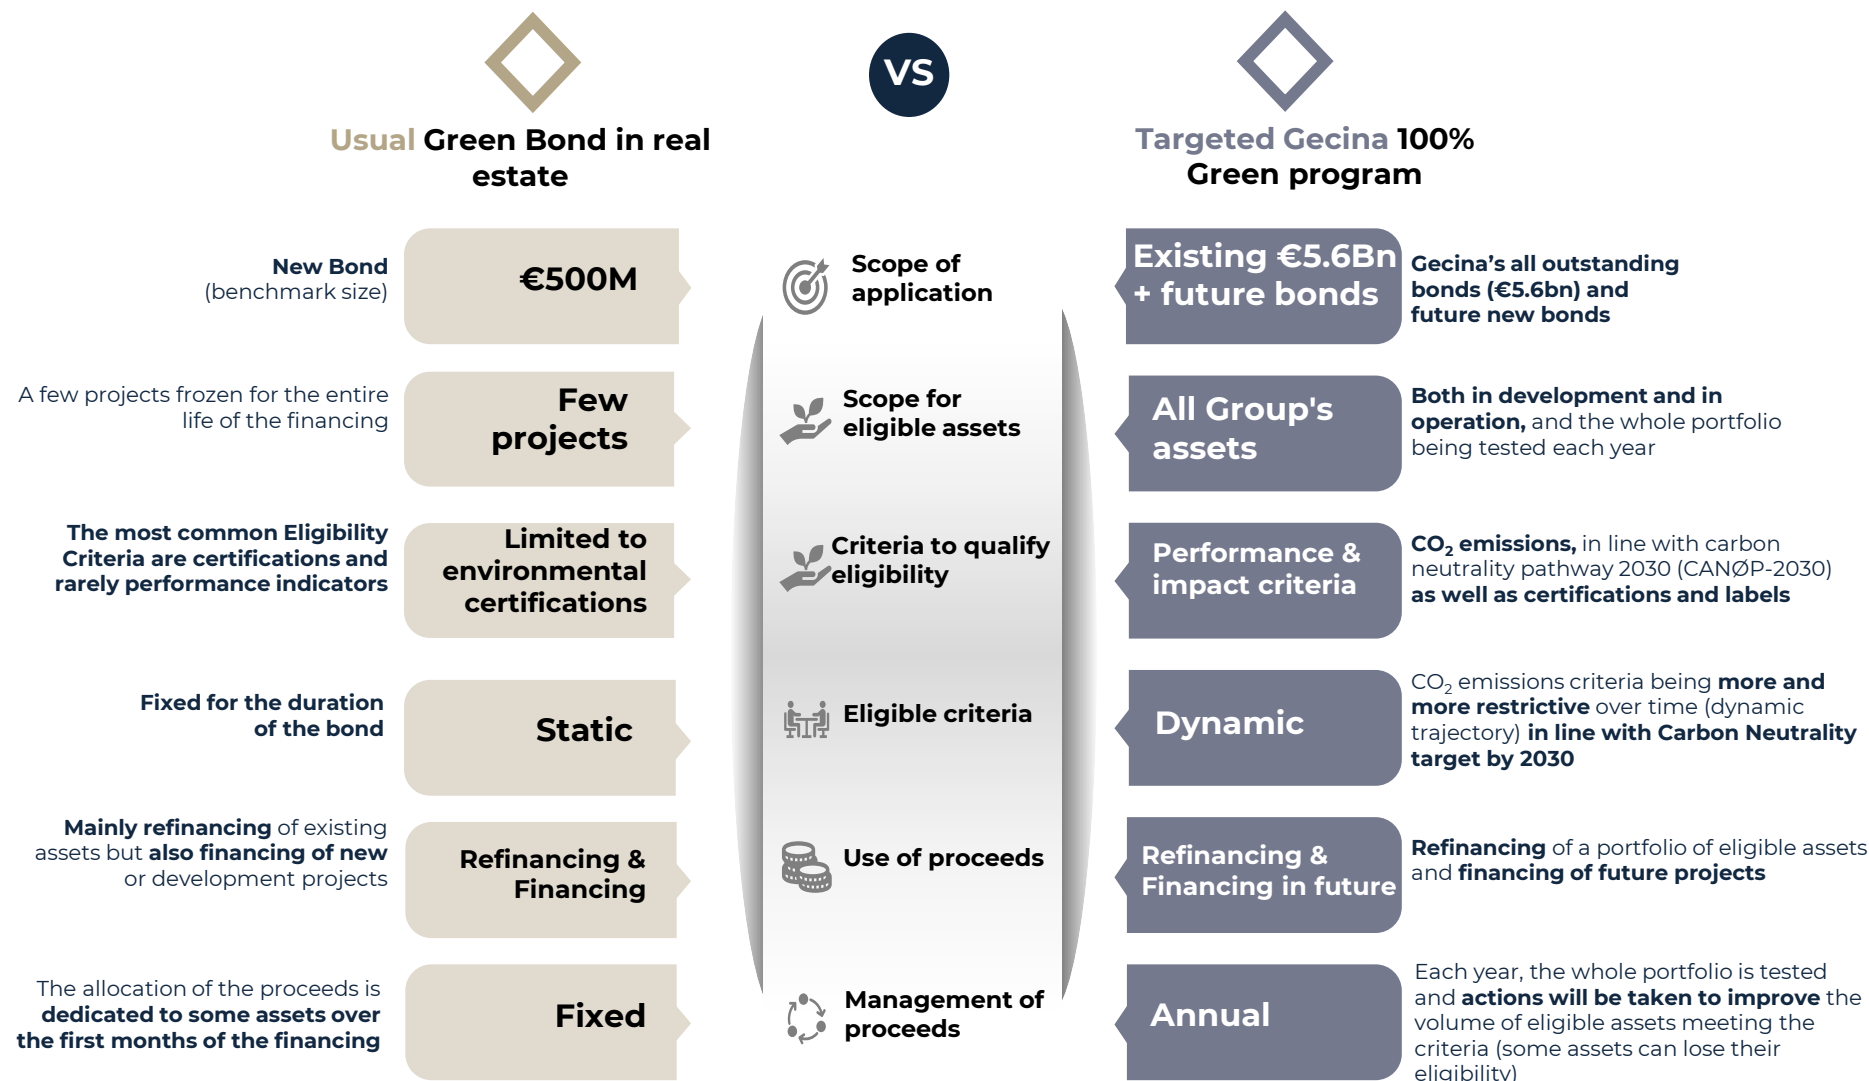 VS
Usual Green Bond in real
estate
Targeted Gecina 100%
Green program
New Bond
(benchmark size)
€500M
Scope of
application
Existing €5.6Bn
+ future bonds
Gecina’s all outstanding
bonds (€5.6bn) and
future new bonds
A few projects frozen for the entire
life of the financing
Few
projects
Scope for
eligible assets
All Group's
assets
Both in development and in
operation, and the whole portfolio
being tested each year
The most common Eligibility
Criteria are certifications and
rarely performance indicators
Limited to
environmental
certifications
Criteria to qualify
eligibility
Performance &
impact criteria
CO₂ emissions, in line with carbon
neutrality pathway 2030 (CANØP-2030)
as well as certifications and labels
Fixed for the duration
of the bond
Static
Eligible criteria
Dynamic
CO₂ emissions criteria being more and
more restrictive over time (dynamic
trajectory) in line with Carbon Neutrality
target by 2030
Mainly refinancing of existing
assets but also financing of new
or development projects
Refinancing &
Financing
Use of proceeds
Refinancing &
Financing in future
Refinancing of a portfolio of eligible assets
and financing of future projects
The allocation of the proceeds is
dedicated to some assets over
the first months of the financing
Fixed
Management of
proceeds
Annual
Each year, the whole portfolio is tested
and actions will be taken to improve the
volume of eligible assets meeting the
criteria (some assets can lose their
eligibility)